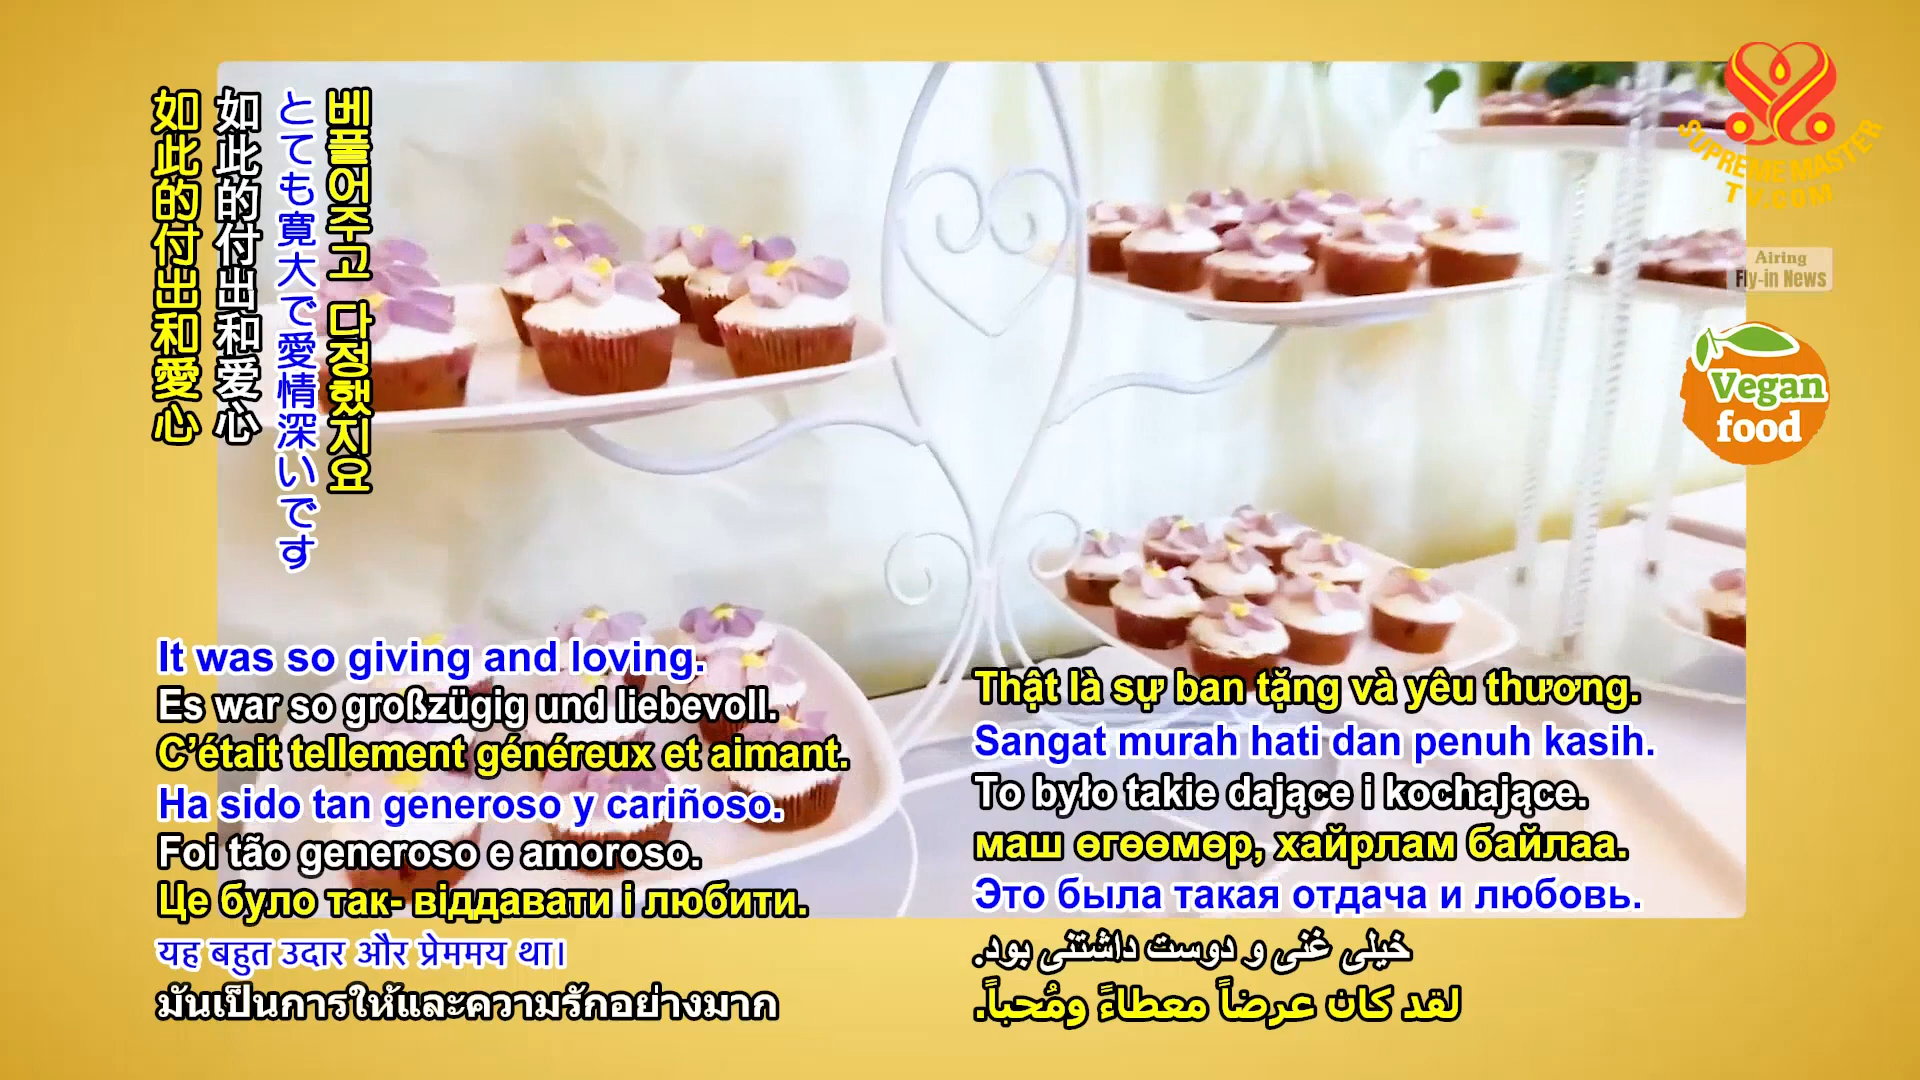 如此的付出和愛心
如此的付出和爱心
とても寛大で愛情深いです
베풀어주고 다정했지요
SUPREME MASTER
TV.COM
Airing
Fly-in News
Vegan
food
It was so giving and loving.
Es war so großzügig und liebevoll.
C’était tellement généreux et aimant.
Ha sido tan generoso y cariñoso.
Foi tão generoso e amoroso.
Це було так- віддавати і любити.
यह बहुत उदार और प्रेममय था।
มันเป็นการให้และความรักอย่างมาก
Thật là sự ban tặng và yêu thương.
Sangat murah hati dan penuh kasih.
To było takie dające i kochające.
маш өгөөмөр, хайрлам байлаа.
Это была такая отдача и любовь.
خیلی غنی و دوست داشتنی بود.
لقد كان عرضاً معطاءً ومُحباً.